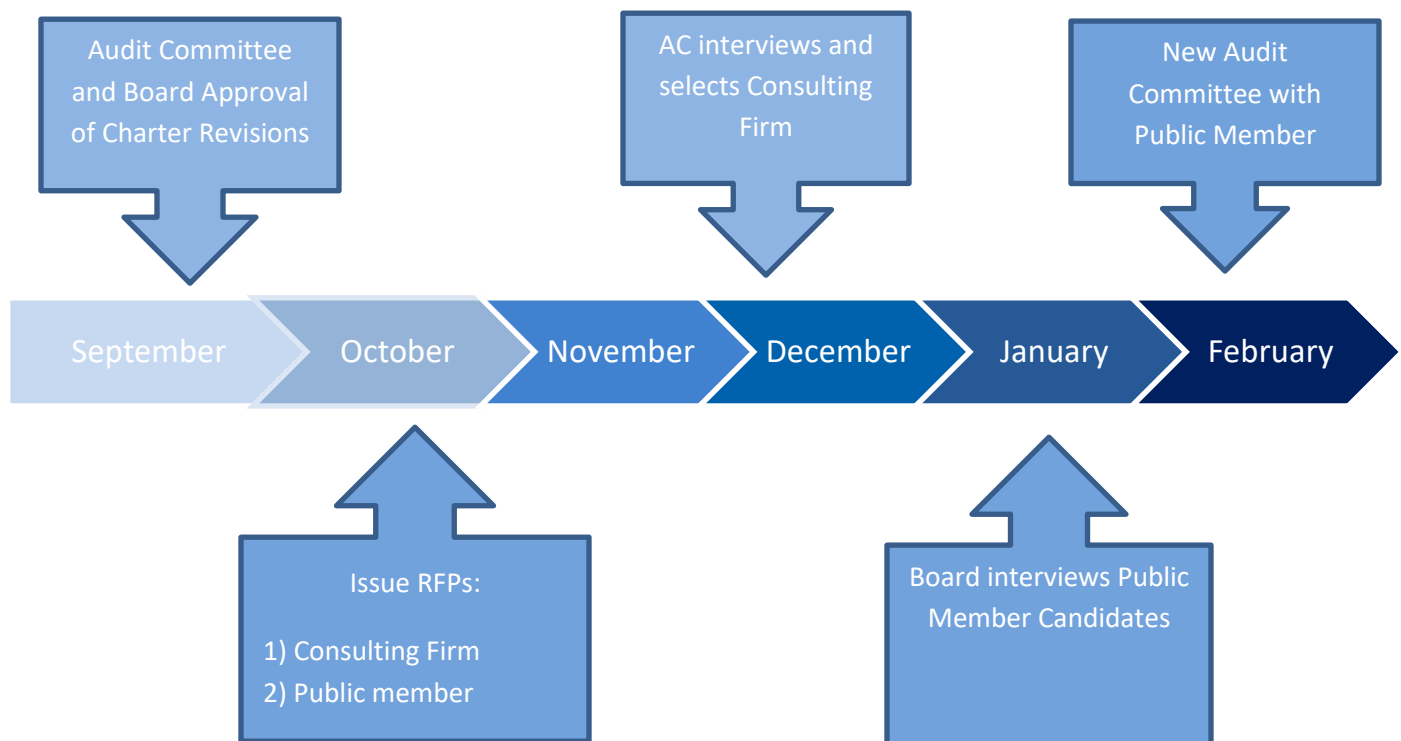 Audit Committee
and Board Approval
of Charter Revisions
AC interviews and
selects Consulting
Firm
New Audit
Committee with
Public Member
September
October
November
December
January
February
Issue RFPs:
1) Consulting Firm
2) Public member
Board interviews Public
Member Candidates